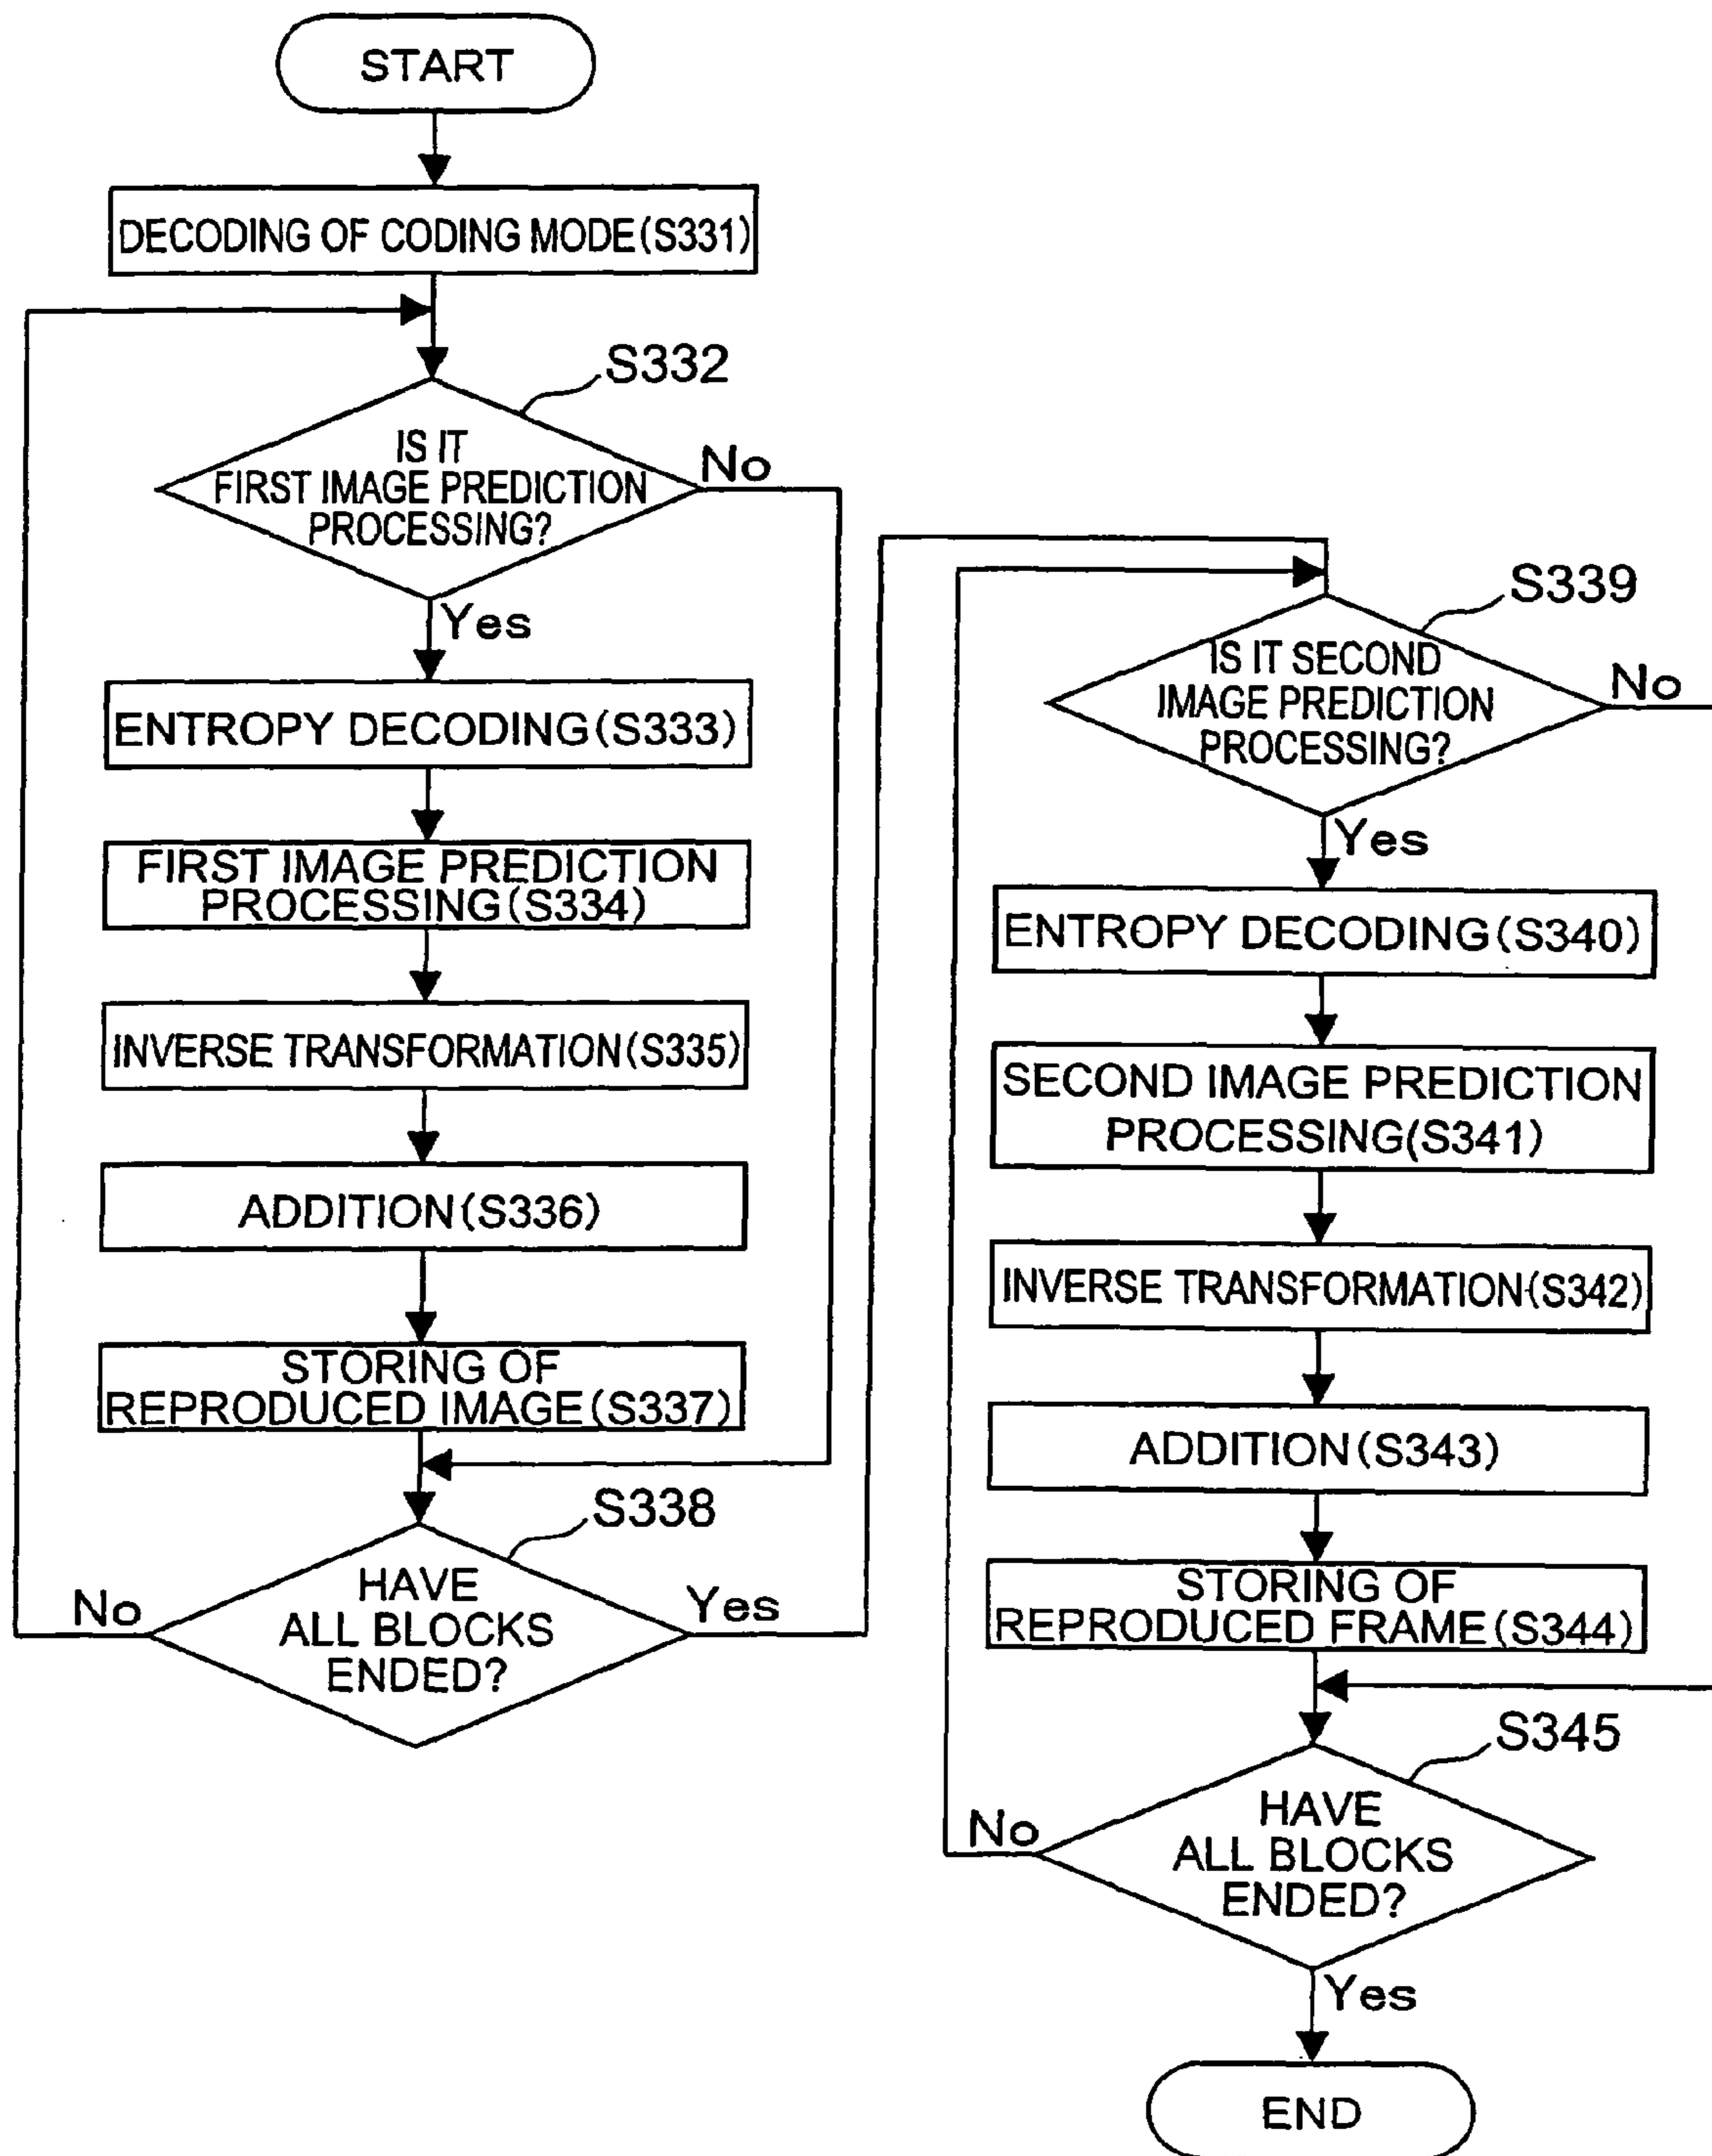 START
DECODING OF CODING MODE(S331)
S332
IS IT
FIRST IMAGE PREDICTION
PROCESSING?
No
Yes
ENTROPY DECODING(S333)
FIRST IMAGE PREDICTION
PROCESSING(S334)
INVERSE TRANSFORMATION(S335)
ADDITION(S336)
STORING OF
REPRODUCED IMAGE(S337)
S338
HAVE
ALL BLOCKS
ENDED?
No
Yes
S339
IS IT SECOND
IMAGE PREDICTION
PROCESSING?
No
Yes
ENTROPY DECODING(S340)
SECOND IMAGE PREDICTION
PROCESSING(S341)
INVERSE TRANSFORMATION(S342)
ADDITION(S343)
STORING OF
REPRODUCED FRAME(S344)
S345
HAVE
ALL BLOCKS
ENDED?
No
Yes
END